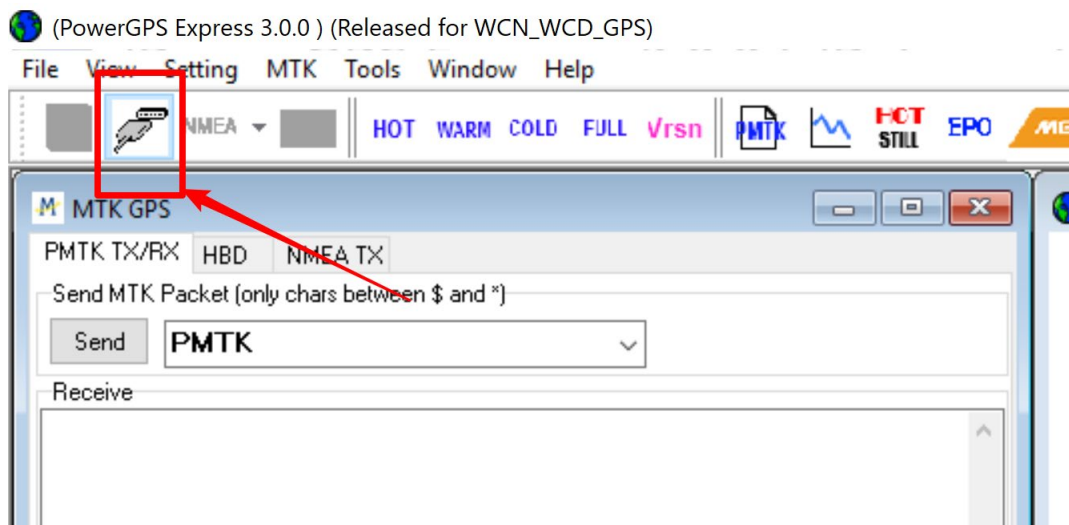 (PowerGPS Express 3.0.0 ) (Released for WCN_WCD_GPS)
File View Setting MTK Tools Window Help
NMEA HOT WARM COLD FULL Vrsn PMTK HOT STILL EPO
MTK GPS
PMTK TX/RX HBD NMEA TX
Send MTK Packet (only chars between $ and *)
Send PMTK
Receive